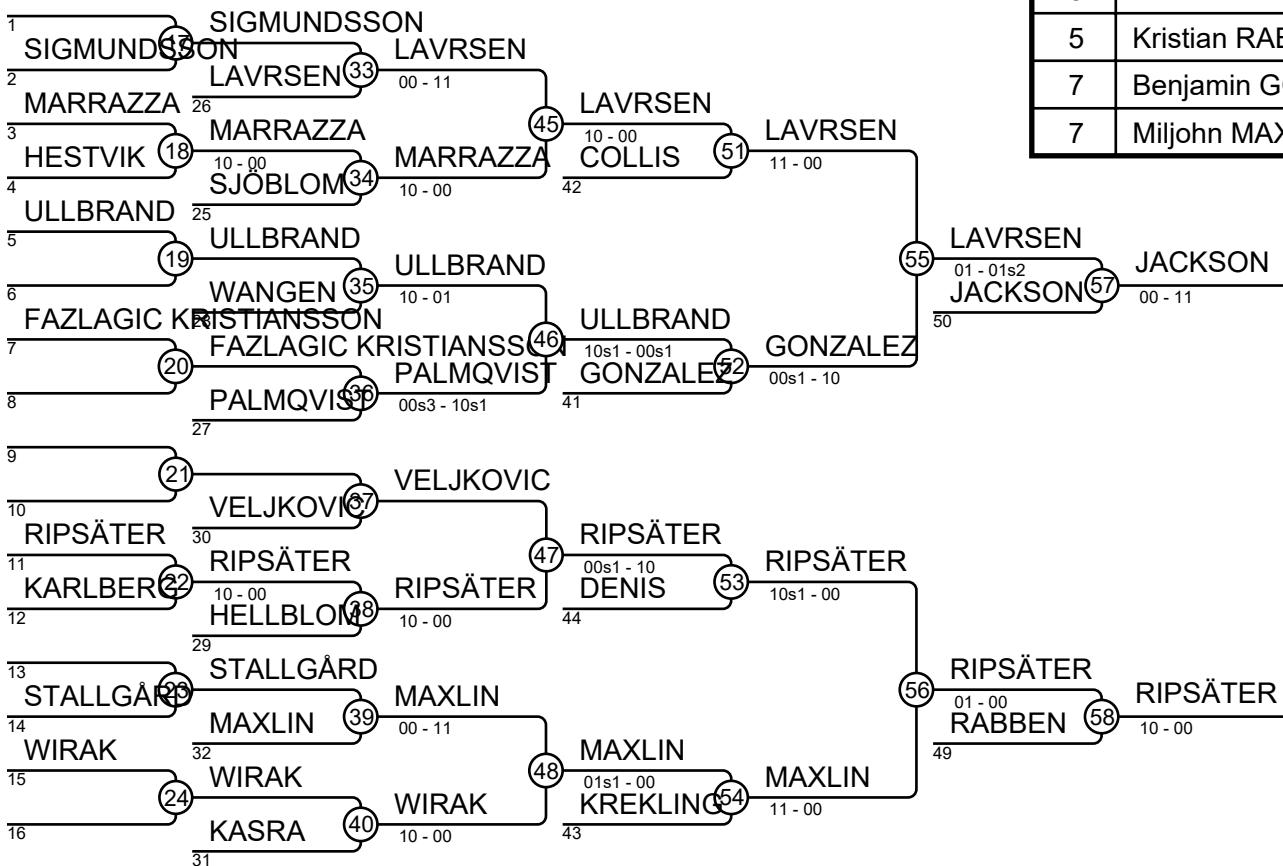 1
SIGMUNDSSON
SIGMUNDSSON
17
2
LAVRSEN
33
26
LAVRSEN
00 - 11
MARRAZZA
3
HESTVIK
18
4
MARRAZZA
10 - 00
SJÖBLOM
34
25
MARRAZZA
10 - 00
45
LAVRSEN
10 - 00
COLLIS
51
42
LAVRSEN
11 - 00
ULLBRAND
5
19
6
ULLBRAND
WANGEN
35
28
ULLBRAND
10 - 01
FAZLAGIC KRISTIANSSON
7
20
8
FAZLAGIC KRISTIANSSON
PALMQVIST
36
27
PALMQVIST
00s3 - 10s1
46
ULLBRAND
10s1 - 00s1
GONZALEZ
52
41
GONZALEZ
00s1 - 10
55
LAVRSEN
01 - 01s2
JACKSON
57
50
JACKSON
00 - 11
9
21
10
VELJKOVIC
37
30
VELJKOVIC
RIPSÄTER
11
KARLBERG
22
12
RIPSÄTER
10 - 00
HELLBLOM
38
29
RIPSÄTER
10 - 00
47
RIPSÄTER
00s1 - 10
DENIS
53
44
RIPSÄTER
10s1 - 00
13
STALLGÅRD
23
14
STALLGÅRD
MAXLIN
39
32
MAXLIN
00 - 11
WIRAK
15
24
16
WIRAK
KASRA
40
31
WIRAK
10 - 00
48
MAXLIN
01s1 - 00
KREKLING
54
43
MAXLIN
11 - 00
56
RIPSÄTER
01 - 00
RABBEN
58
49
RIPSÄTER
10 - 00
5 Kristian RAB
7 Benjamin GO
7 Miljohn MAX